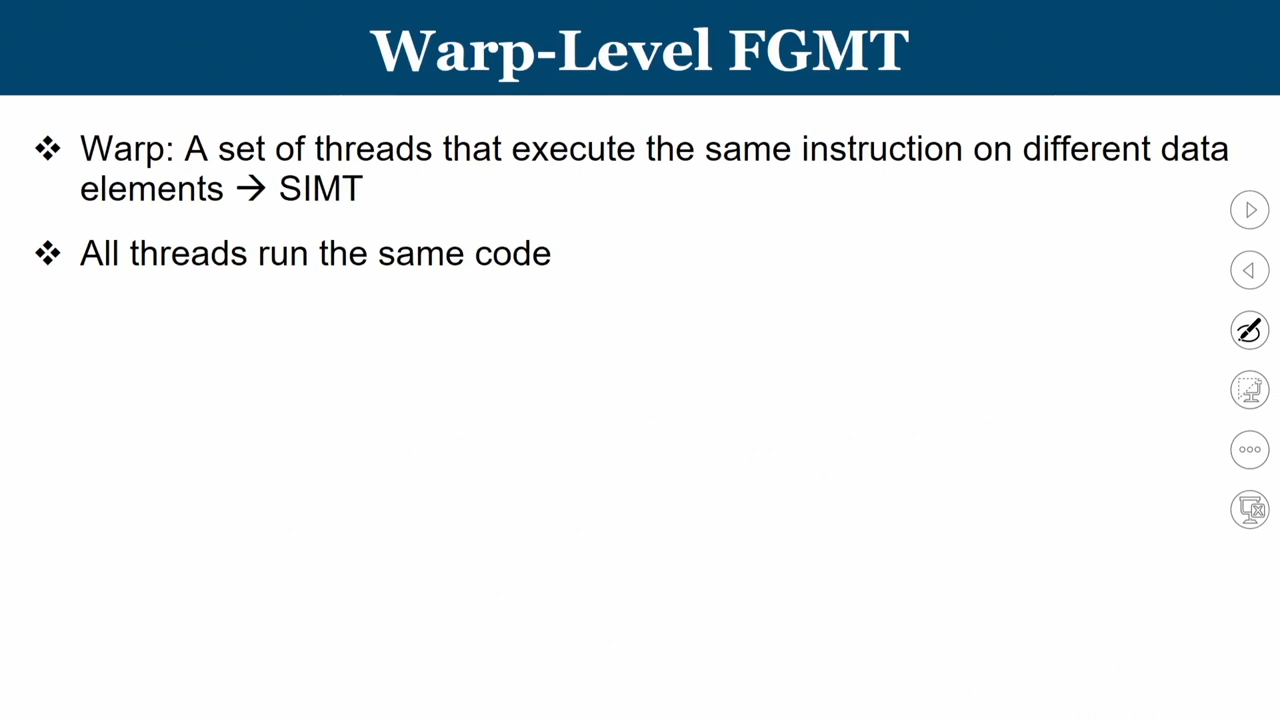 Warp-Level FGMT
❖ Warp: A set of threads that execute the same instruction on different data
elements → SIMT
❖ All threads run the same code